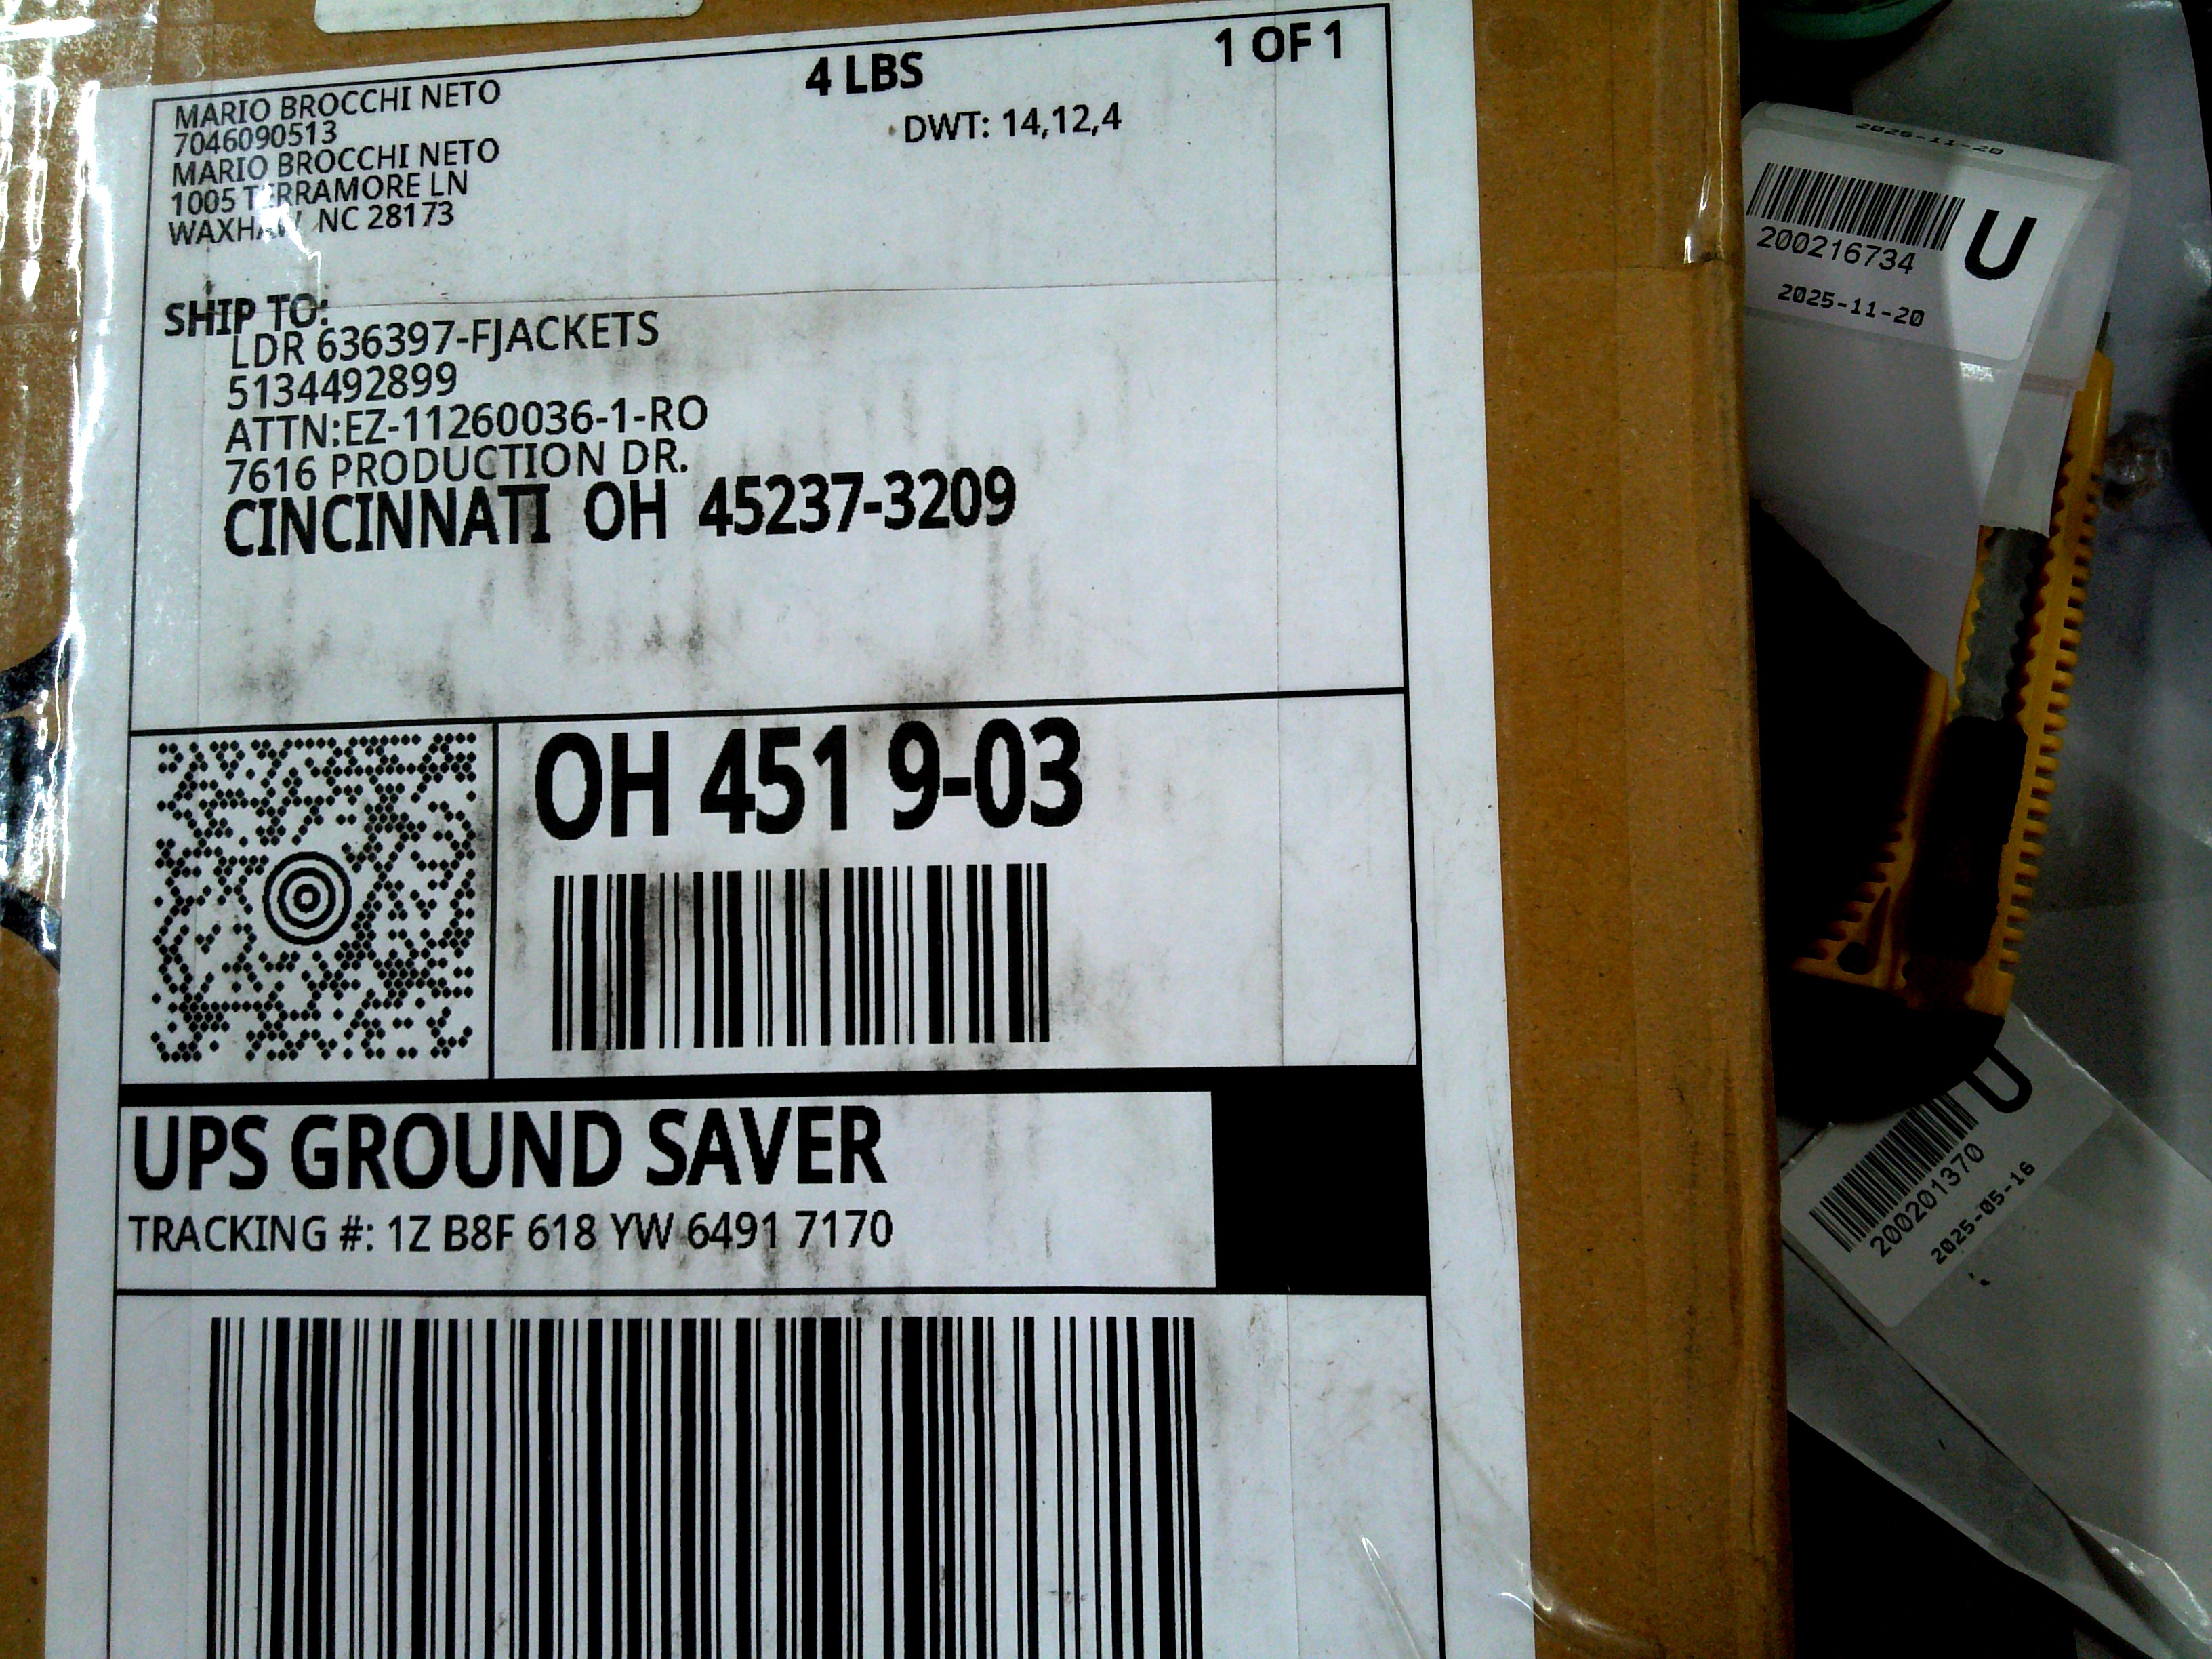 MARIO BROCCHI NETO
7046090513
MARIO BROCCHI NETO
1005 TERRAMORE LN
WAXHAW NC 28173
4 LBS
1 OF 1
DWT: 14,12,4
SHIP TO:
LDR 636397-FJACKETS
5134492899
ATTN:EZ-11260036-1-RO
7616 PRODUCTION DR.
CINCINNATI OH 45237-3209
OH 451 9-03
UPS GROUND SAVER
TRACKING #: 1Z B8F 618 YW 6491 7170
2025-11-20
200216734
U
2025-11-20
U
200201370
2025-05-16